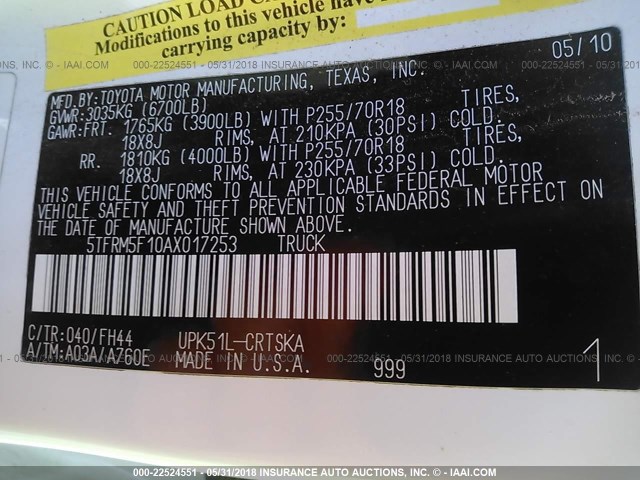 CAUTION LOAD
Modifications to this vehicle have
carrying capacity by:
05/10
MFD.BY:TOYOTA MOTOR MANUFACTURING, TEXAS, INC.
GVWR:3035KG (6700LB)
GAWR:FRT. 1765KG (3900LB) WITH P255/70R18 TIRES,
18X8J RIMS, AT 210KPA (30PSI) COLD.
RR. 1810KG (4000LB) WITH P255/70R18 TIRES,
18X8J RIMS, AT 230KPA (33PSI) COLD.
THIS VEHICLE CONFORMS TO ALL APPLICABLE FEDERAL MOTOR
VEHICLE SAFETY AND THEFT PREVENTION STANDARDS IN EFFECT ON
THE DATE OF MANUFACTURE SHOWN ABOVE.
5TFRM5F10AX017253 TRUCK
C/TR:040/FH44 UPK51L-CRTSKA
A/TM:A03A/AZ60E MADE IN U.S.A. 999 1
000-22524551 - 05/31/2018 INSURANCE AUTO AUCTIONS, INC. - IAAI.COM